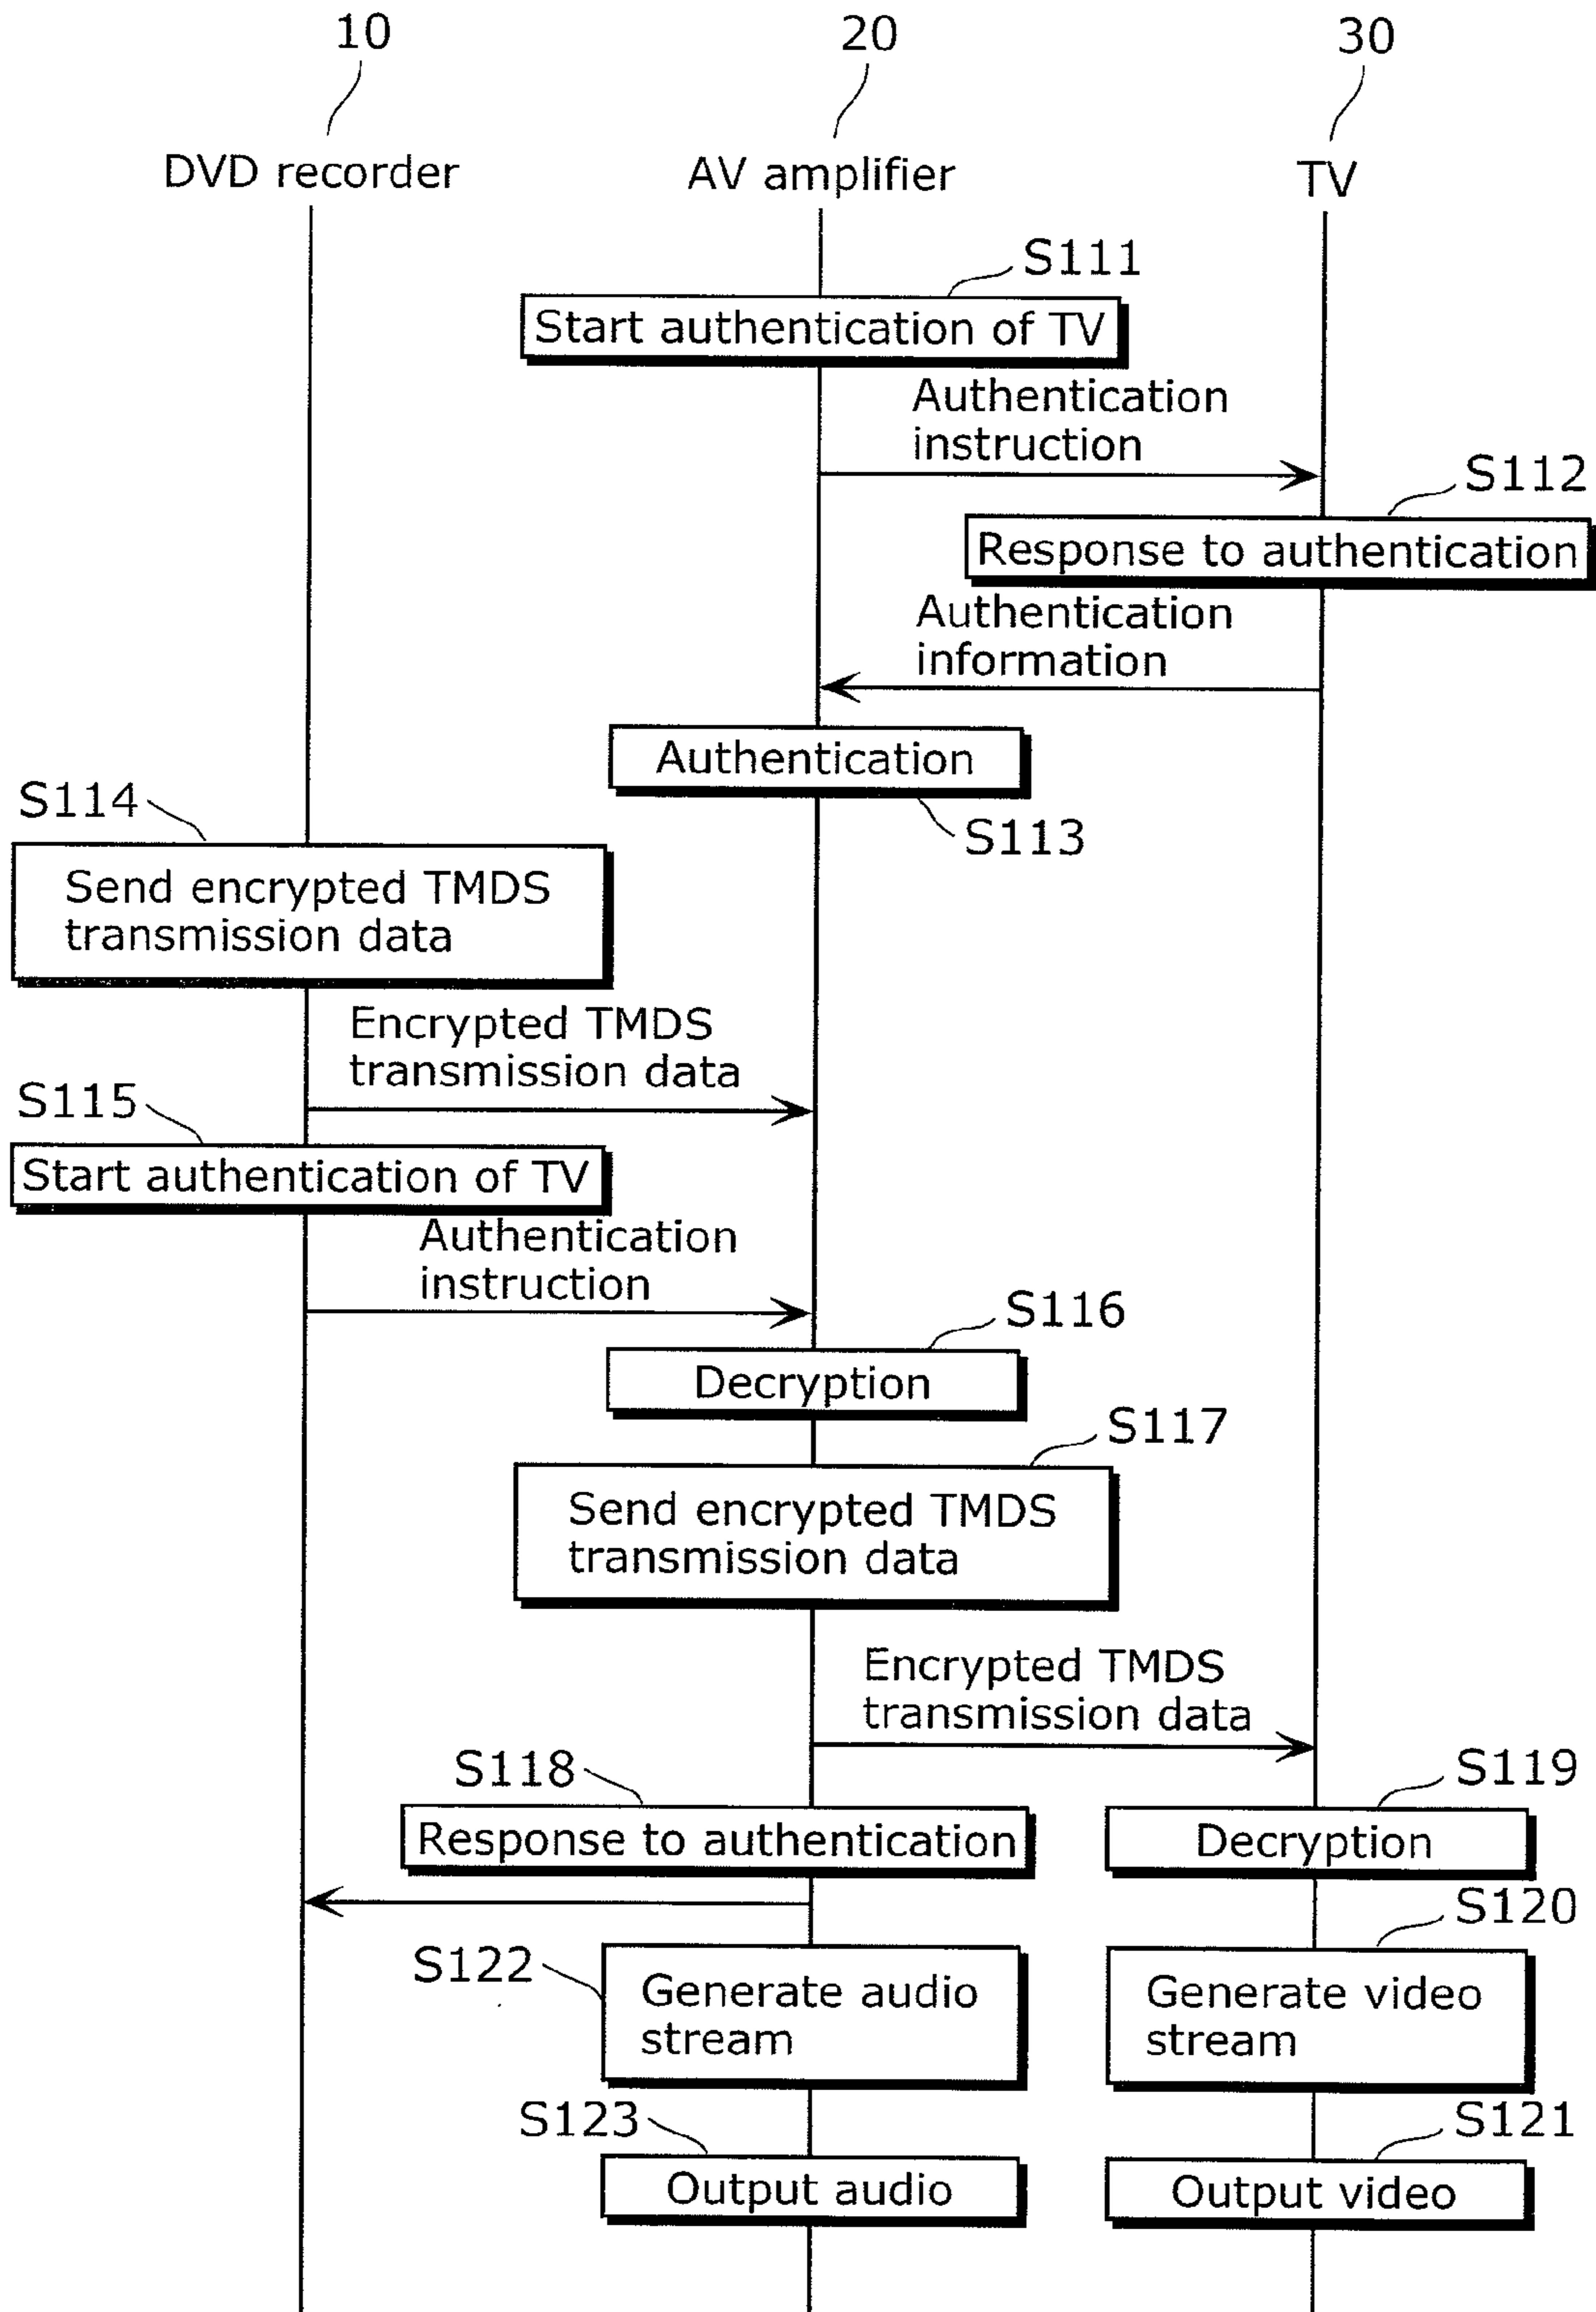 10
20
30
DVD recorder
AV amplifier
TV
S111
Start authentication of TV
Authentication
instruction
S112
Response to authentication
Authentication
information
Authentication
S113
S114
Send encrypted TMDS
transmission data
Encrypted TMDS
transmission data
S115
Start authentication of TV
Authentication
instruction
S116
Decryption
S117
Send encrypted TMDS
transmission data
Encrypted TMDS
transmission data
S118
Response to authentication
S119
Decryption
S120
S122
Generate audio
stream
Generate video
stream
S123
Output audio
S121
Output video